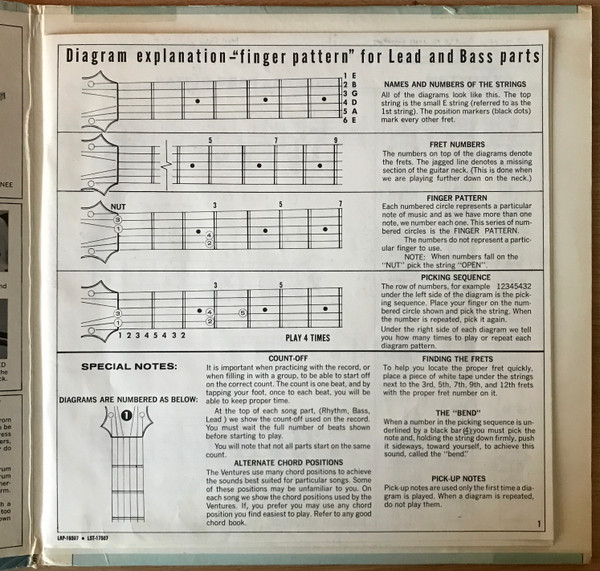 Diagram explanation-"finger pattern" for Lead and Bass parts
1 E
2 B
3 G
4 D
5 A
6 E
NAMES AND NUMBERS OF THE STRINGS
All of the diagrams look like this. The top
string is the small E string (referred to as the
1st string). The position markers (black dots)
mark every other fret.
5 7 9
FRET NUMBERS
The numbers on top of the diagrams denote
the frets. The jagged line denotes a missing
section of the guitar neck. (This is done when
we are playing further down on the neck.)
NUT 3 5 7
3
1
4
2
FINGER PATTERN
Each numbered circle represents a particular
note of music and as we have more than one
note, we number each one. This series of num-
bered circles is the FINGER PATTERN.
The numbers do not represent a partic-
ular finger to use.
NOTE: When numbers fall on the
"NUT" pick the string "OPEN".
3 5
3
1
4
2
5
1 2 3 4 5 4 3 2
PLAY 4 TIMES
PICKING SEQUENCE
The row of numbers, for example 12345432
under the left side of the diagram is the pick-
ing sequence. Place your finger on the num-
bered circle shown and pick the string. When
the number is repeated, pick it again.
Under the right side of each diagram we tell
you how many times to play or repeat each
diagram pattern.
SPECIAL NOTES:
DIAGRAMS ARE NUMBERED AS BELOW:
1
COUNT-OFF
It is important when practicing with the record, or
when filling in with a group, to be able to start off
on the correct count. The count is one beat, and by
tapping your foot, once to each beat, you will be
able to keep proper time.
At the top of each song part, (Rhythm, Bass,
Lead ) we show the count-off used on the record.
You must wait the full number of beats shown
before starting to play.
You will note that not all parts start on the same
count.
ALTERNATE CHORD POSITIONS
The Ventures use many chord positions to achieve
the sounds best suited for particular songs. Some
of these positions may be unfamiliar to you. On
each song we show the chord positions used by the
Ventures. If, you prefer you may use any chord
position you find easiest to play. Refer to any good
chord book.
FINDING THE FRETS
To help you locate the proper fret quickly,
place a piece of white tape under the strings
next to the 3rd, 5th, 7th, 9th, and 12th frets
with the proper fret number on it.
THE "BEND"
When a number in the picking sequence is un-
derlined by a black bar (4) you must pick the
note and, holding the string down firmly, push
it sideways, toward yourself, to achieve this
sound, called the "bend."
PICK-UP NOTES
Pick-up notes are used only the first time a dia-
gram is played. When a diagram is repeated,
do not play them.
1
LRP-16507 ★ LST-17507